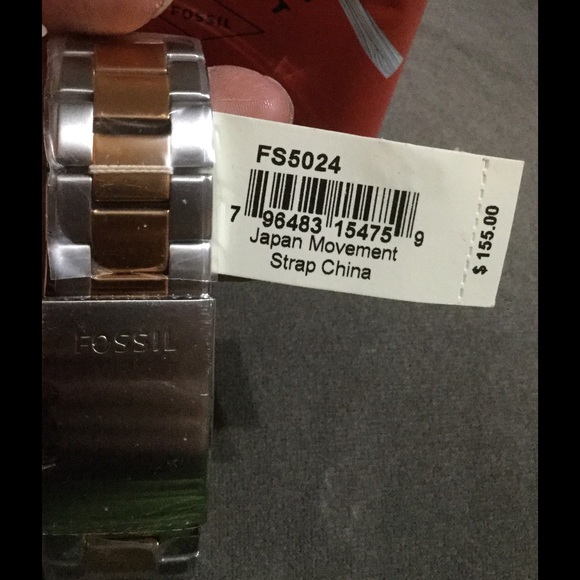 FOSSIL
FS5024
7 96483 15475 9
Japan Movement
Strap China
$ 155.00
FOSSIL